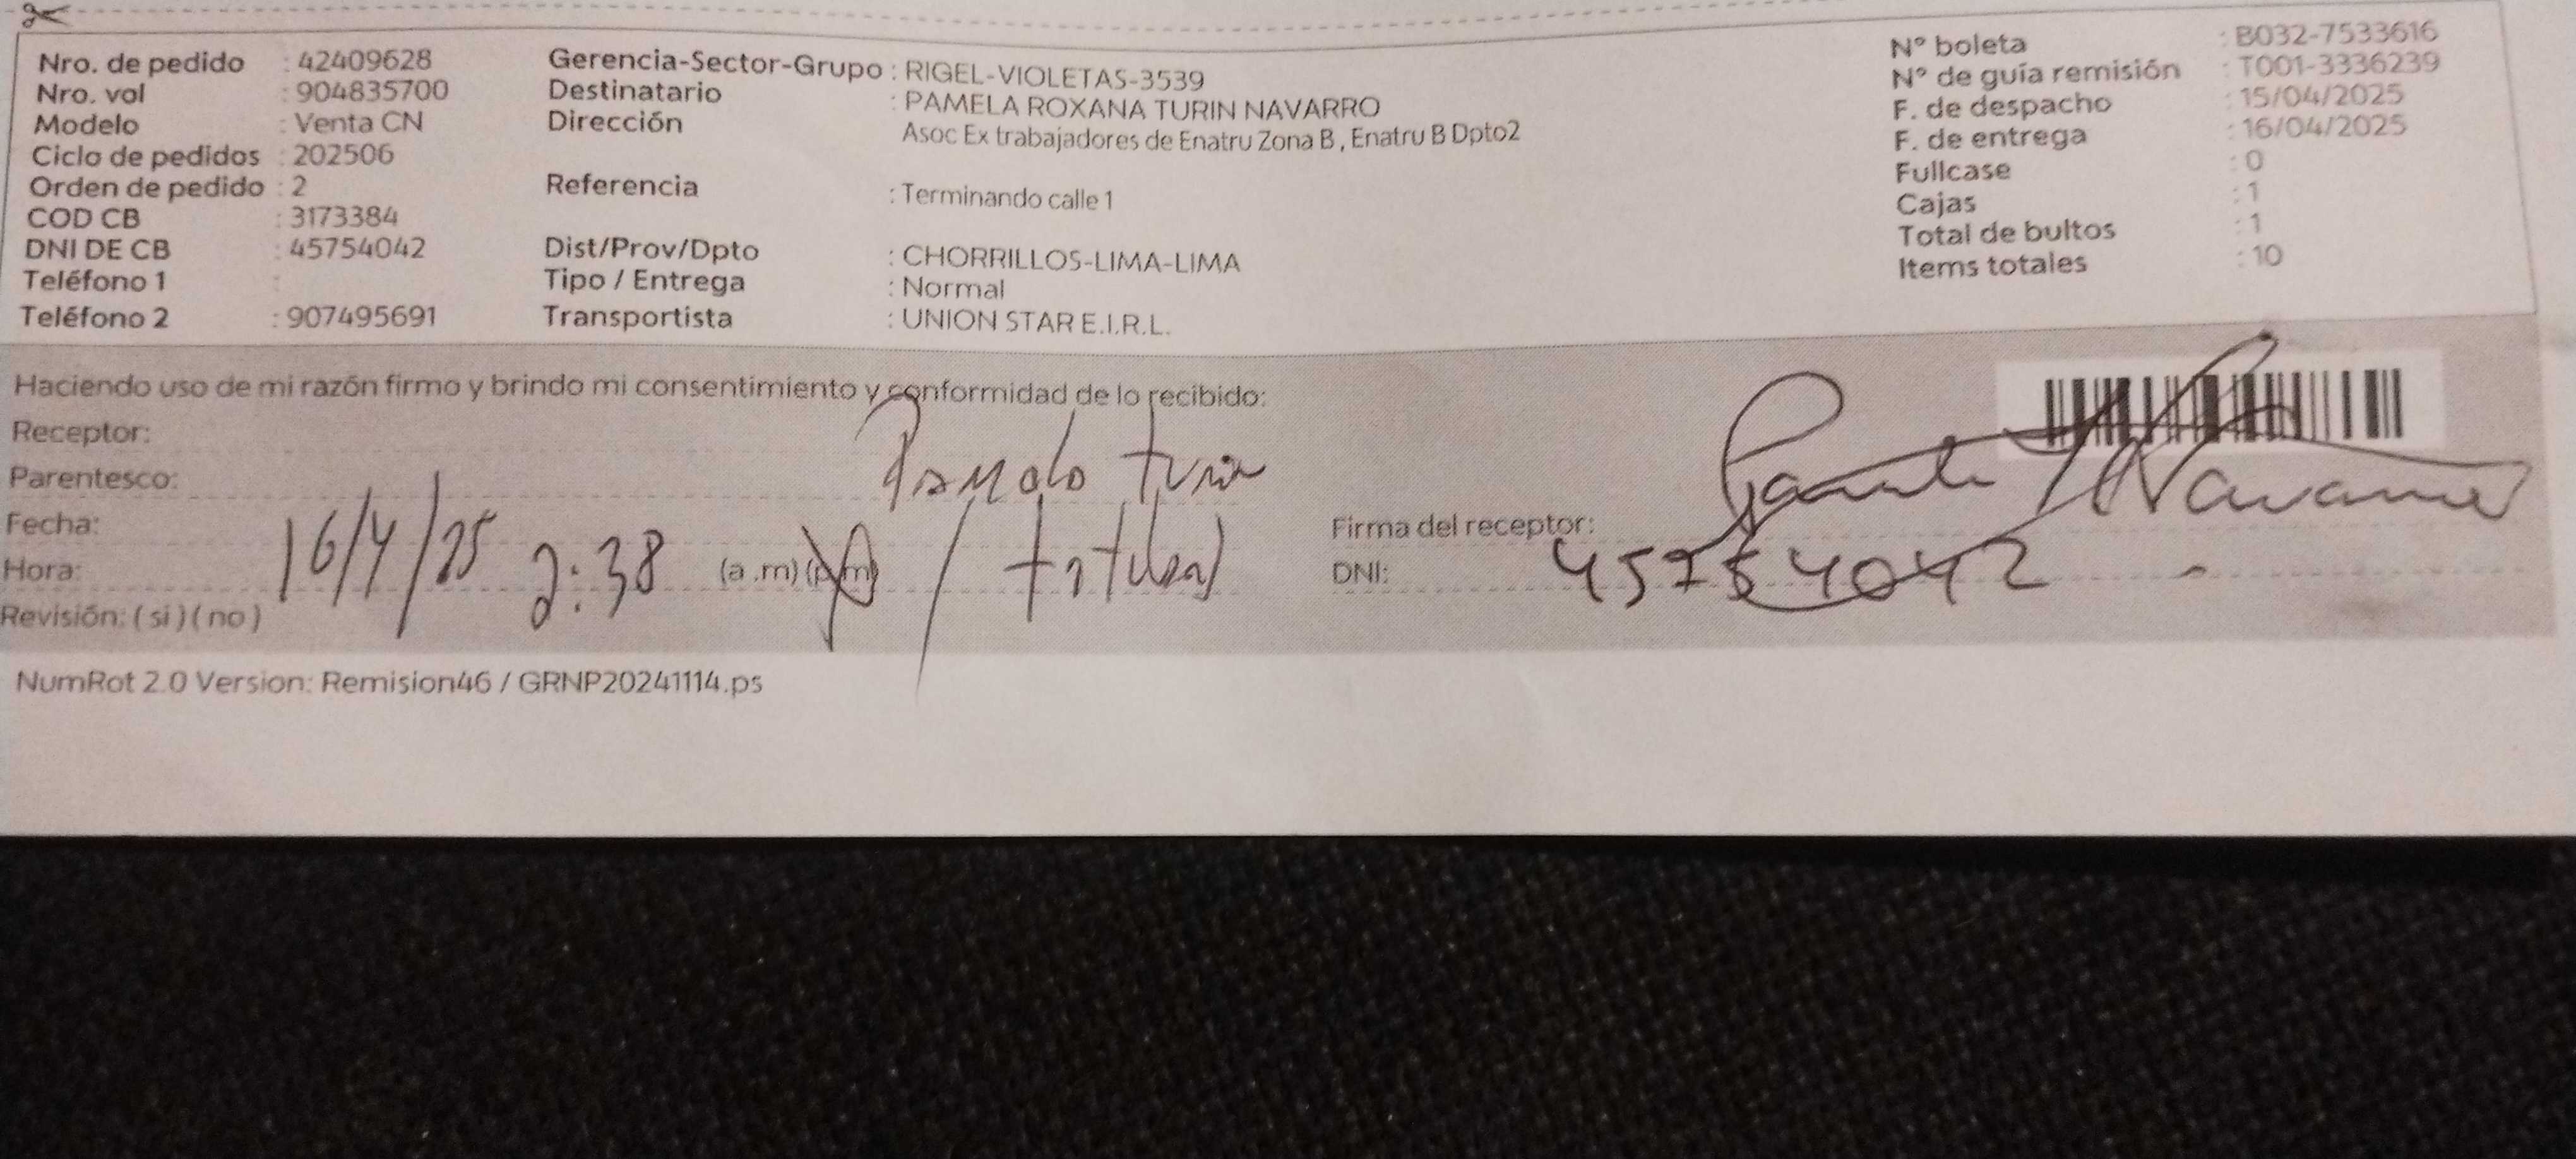 Nro. de pedido : 42409628
Nro. vol : 904835700
Modelo : Venta CN
Ciclo de pedidos : 202506
Orden de pedido : 2
COD CB : 3173384
DNI DE CB : 45754042
Teléfono 1 :
Teléfono 2 : 907495691
Gerencia-Sector-Grupo : RIGEL-VIOLETAS-3539
Destinatario : PAMELA ROXANA TURIN NAVARRO
Dirección Asoc Ex trabajadores de Enatru Zona B , Enatru B Dpto2
Referencia : Terminando calle 1
Dist/Prov/Dpto : CHORRILLOS-LIMA-LIMA
Tipo / Entrega : Normal
Transportista : UNION STAR E.I.R.L.
N° boleta : B032-7533616
N° de guía remisión : T001-3336239
F. de despacho : 15/04/2025
F. de entrega : 16/04/2025
Fullcase : 0
Cajas : 1
Total de bultos : 1
Items totales : 10
Haciendo uso de mi razón firmo y brindo mi consentimiento y conformidad de lo recibido:
Receptor:
Parentesco:
Fecha: 16/4/25
Hora: 2:38 (a .m) (p.m)
Revisión: ( si ) ( no )
Turin
/ titular
Firma del receptor: Navarro
DNI: 45754042
NumRot 2.0 Version: Remision46 / GRNP20241114.ps